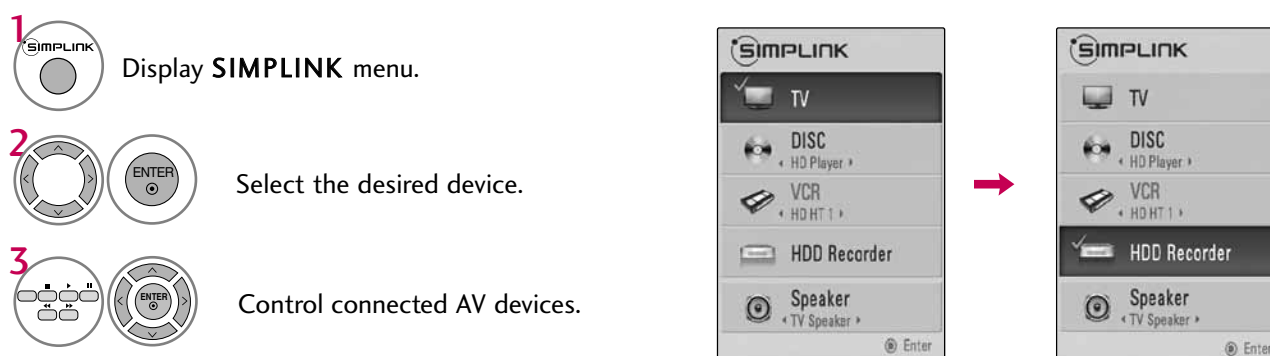 1
SIMPLINK
Display SIMPLINK menu.
2
ENTER
Select the desired device.
3
ENTER
Control connected AV devices.
SIMPLINK
TV
DISC
HD Player
VCR
HD HT 1
HDD Recorder
Speaker
TV Speaker
Enter
SIMPLINK
TV
DISC
HD Player
VCR
HD HT 1
HDD Recorder
Speaker
TV Speaker
Enter